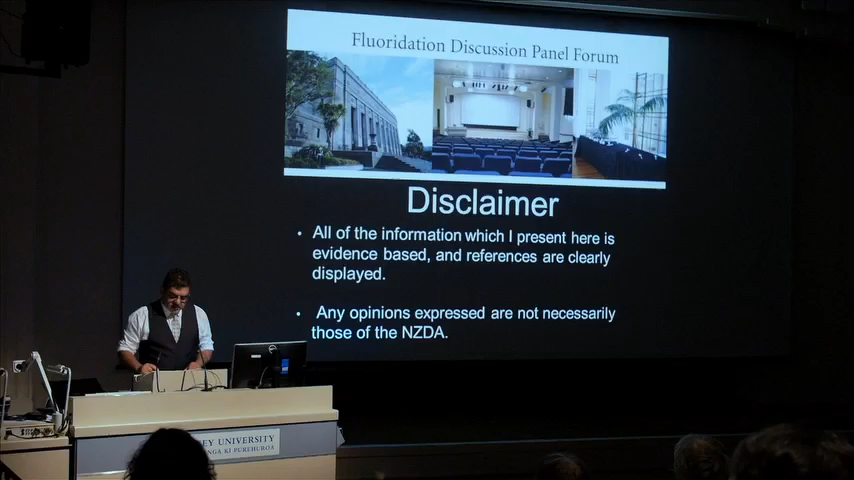 Fluoridation Discussion Panel Forum
Disclaimer
• All of the information which I present here is
evidence based, and references are clearly
displayed.
• Any opinions expressed are not necessarily
those of the NZDA.
EY UNIVERSITY
NGA KI PUREHUROA